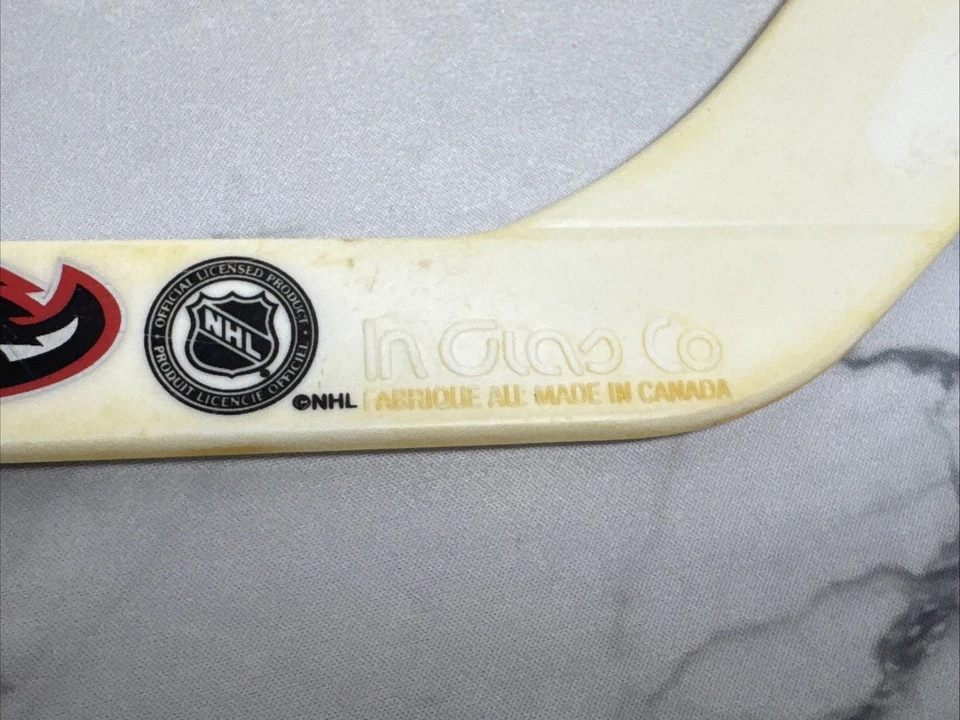 OFFICIAL LICENSED PRODUCT
NHL
PRODUIT LICENCIE OFFICIEL
©NHL
In Glas Co
FABRIQUE AU MADE IN CANADA